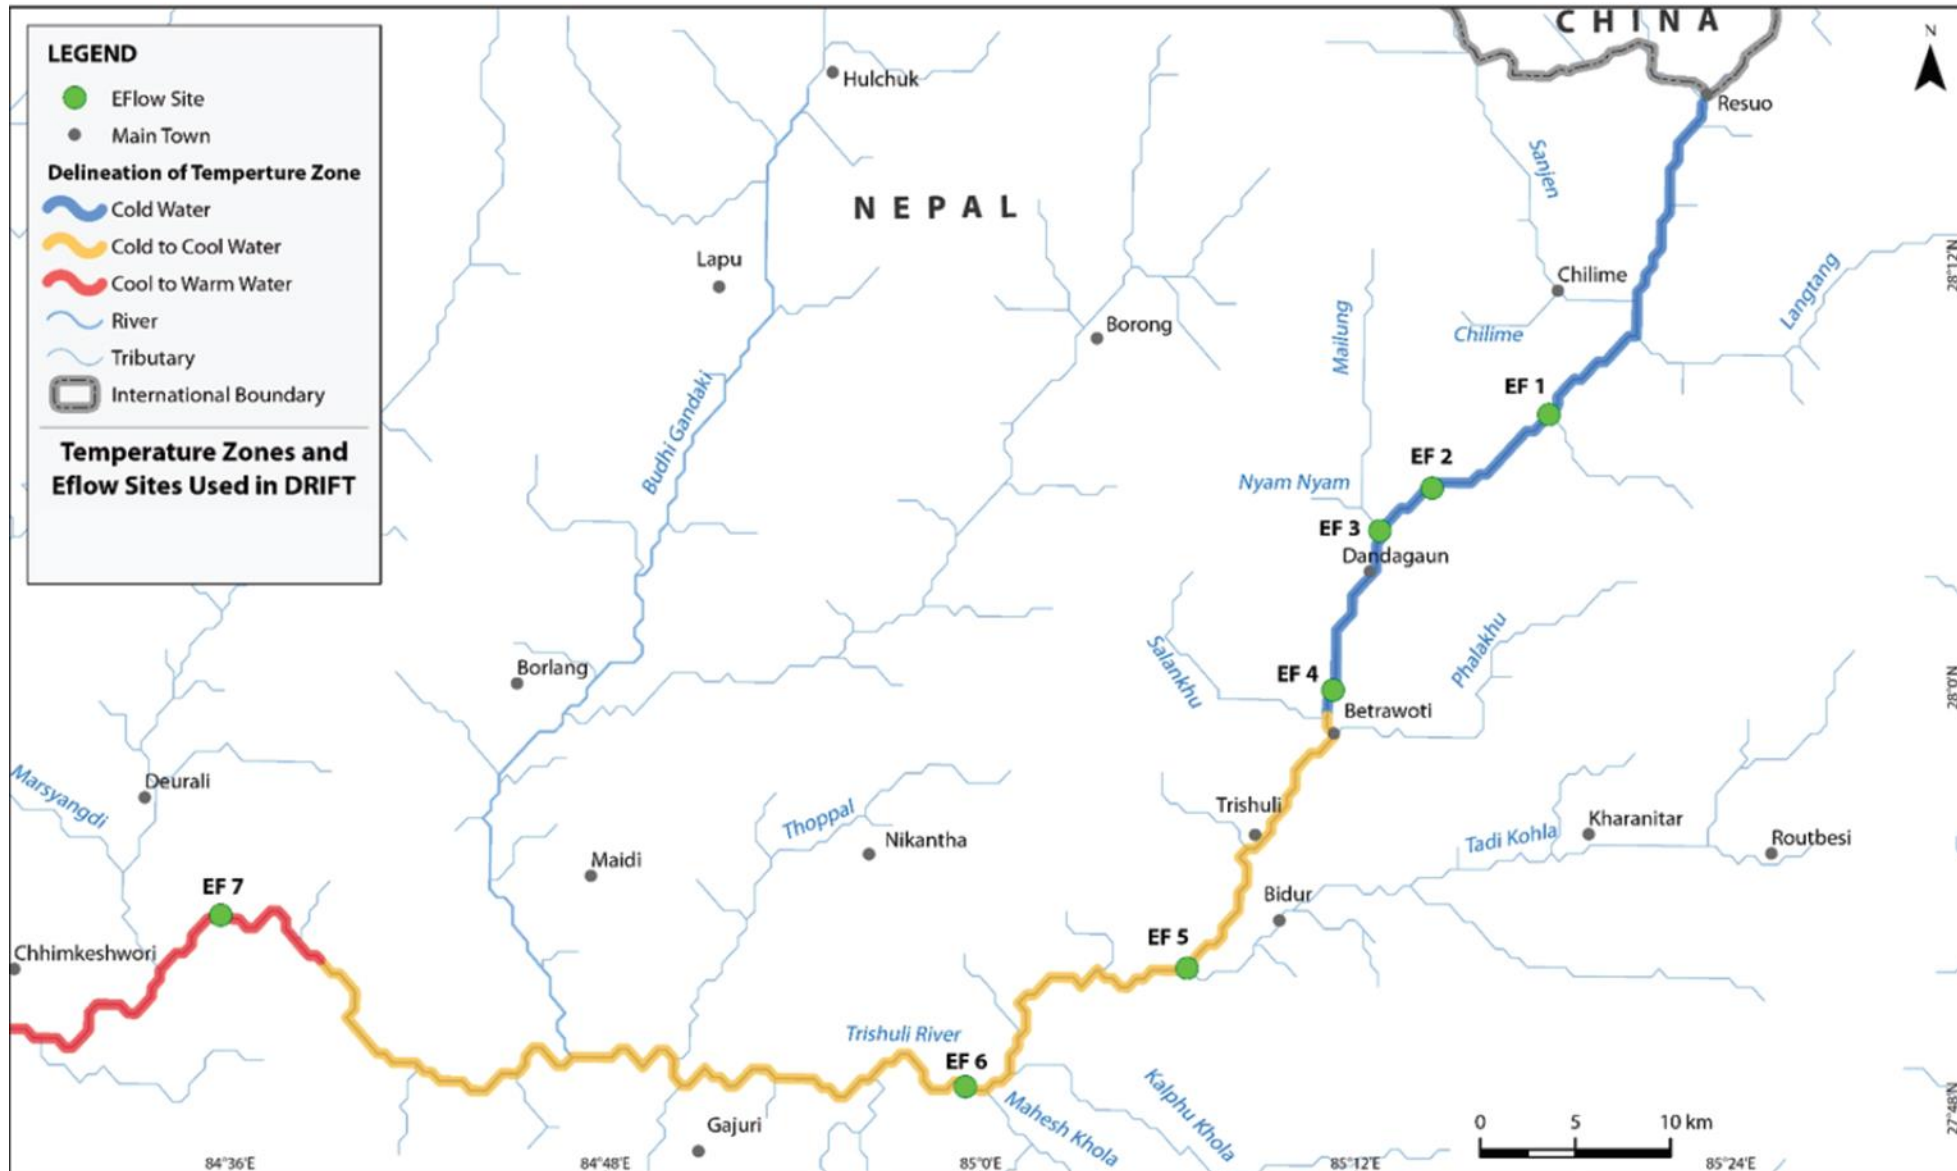 CHINA
LEGEND
EFlow Site
Main Town
Delineation of Temperture Zone
Cold Water
Cold to Cool Water
Cool to Warm Water
River
Tributary
International Boundary
Temperature Zones and
Eflow Sites Used in DRIFT
N
Hulchuk
Resuo
Sanjen
NEPAL
Lapu
Chilime
Langtang
28°12'N
Borong
Mailung
Chilime
Budhi Gandaki
EF 1
EF 2
Nyam Nyam
EF 3
Dandagaun
Salankhu
Phalakhu
Borlang
EF 4
Betrawoti
28°0'N
Marsyangdi
Deurali
Trishuli
Thoppal
Nikantha
Tadi Kohla
Kharanitar
Routbesi
Maidi
EF 7
Bidur
Chhimkeshwori
EF 5
Trishuli River
EF 6
Mahesh Khola
Kalphu Khola
Gajuri
0 5 10 km
27°48'N
84°36'E
84°48'E
85°0'E
85°12'E
85°24'E